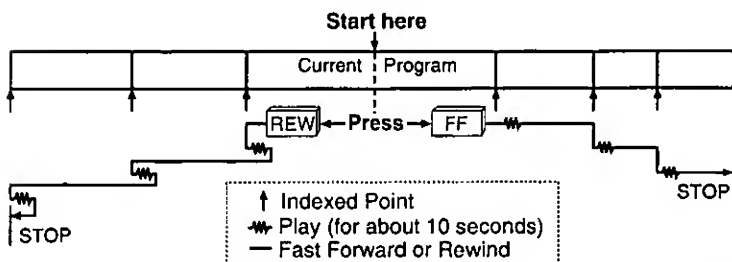 Start here
Current Program
REW Press FF
STOP
STOP
Indexed Point
Play (for about 10 seconds)
Fast Forward or Rewind